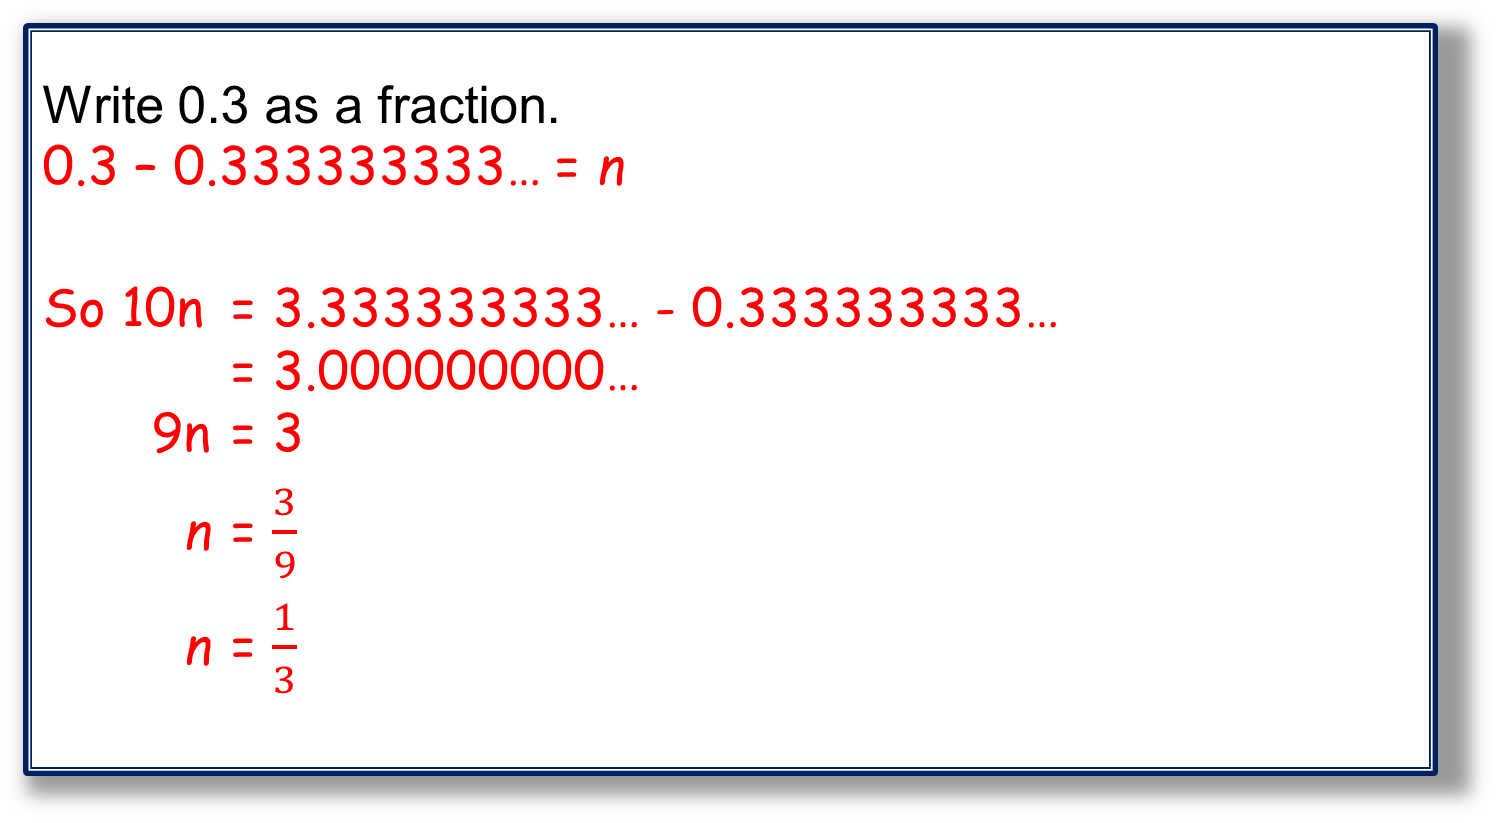 Write 0.3 as a fraction.
0.3 – 0.333333333... = n
So 10n = 3.333333333... - 0.333333333...
= 3.000000000...
9n = 3
n = 3/9
n = 1/3